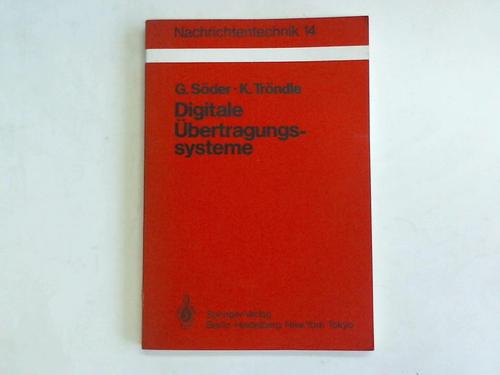 Nachrichtentechnik 14
G. Söder · K. Tröndle
Digitale
Übertragungs-
systeme
Springer-Verlag
Berlin Heidelberg New York Tokyo